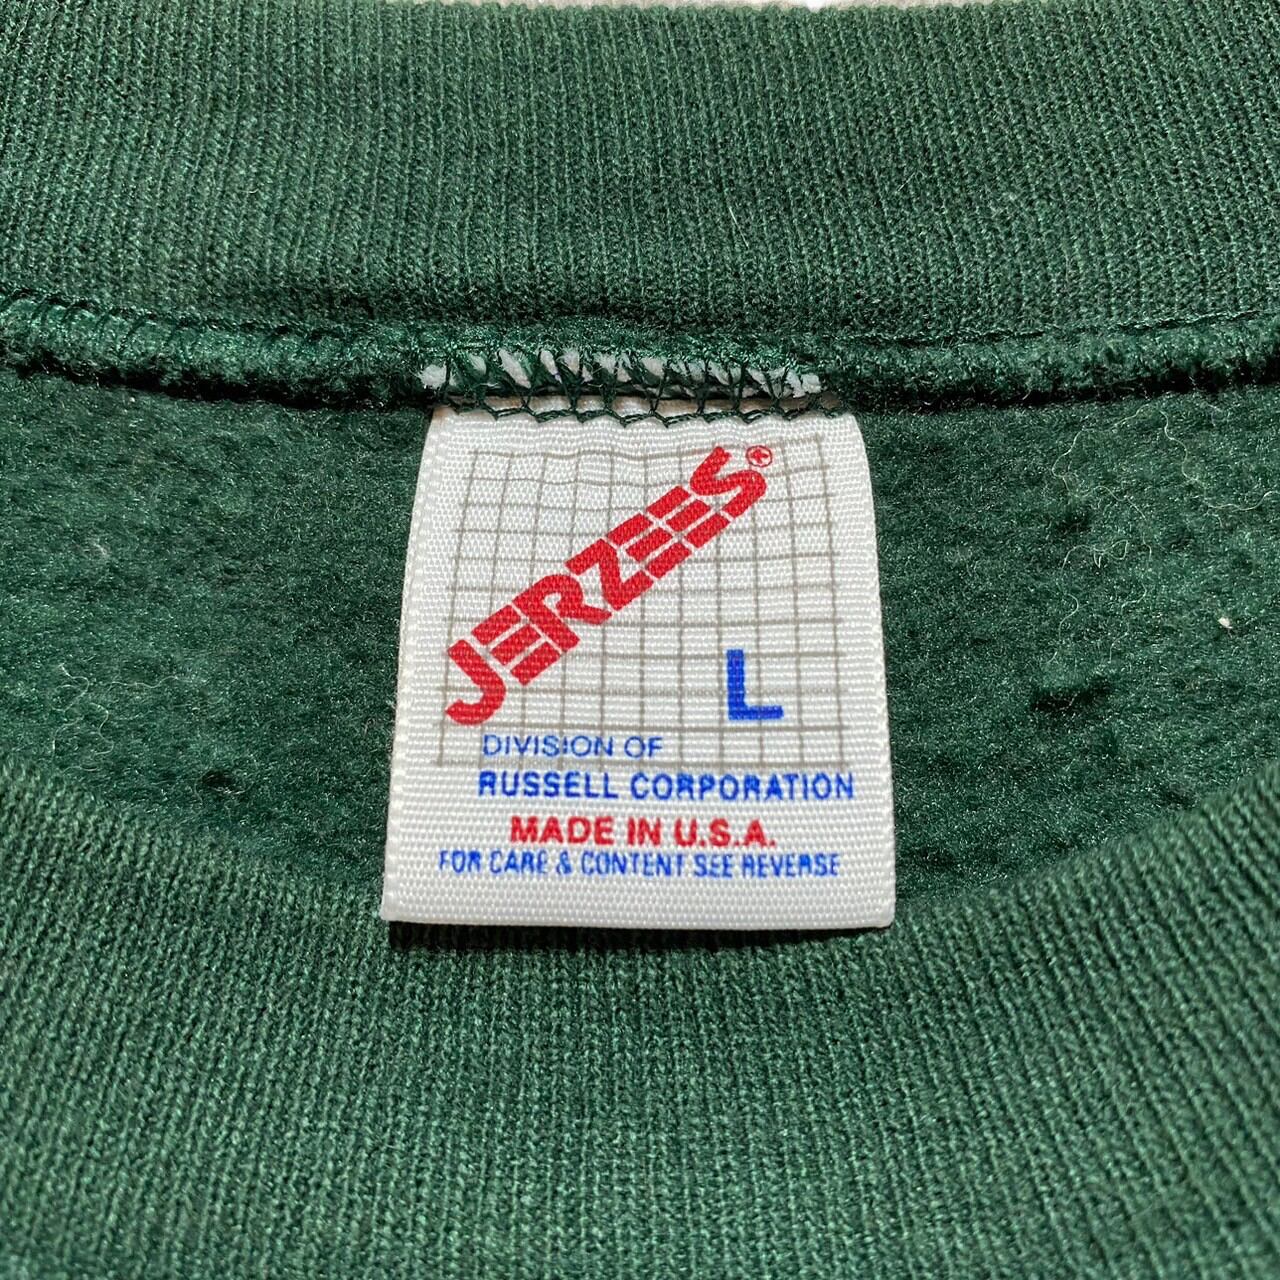 JERZEES®
L
DIVISION OF
RUSSELL CORPORATION
MADE IN U.S.A.
FOR CARE & CONTENT SEE REVERSE